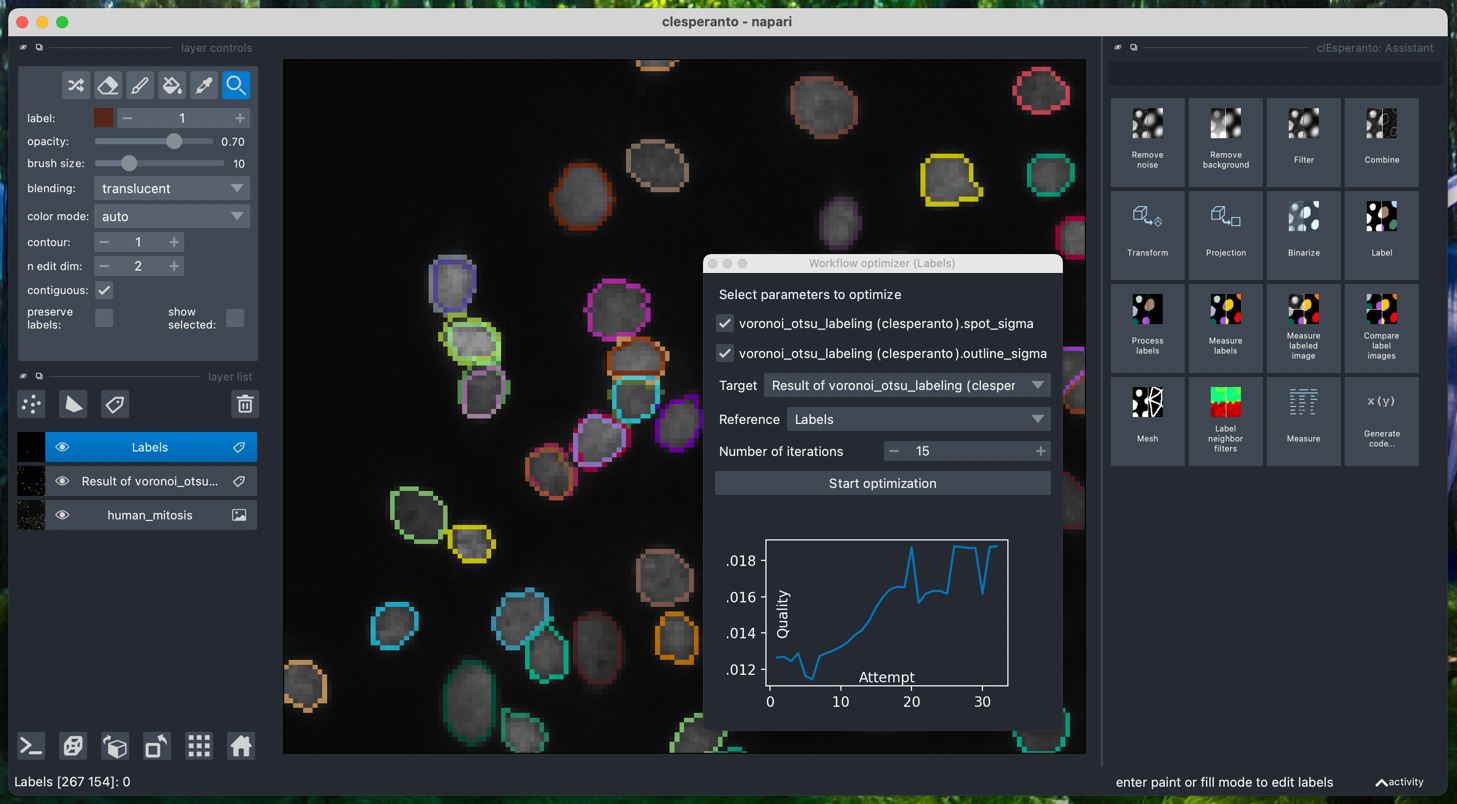 clesperanto - napari
layer controls
label:
1
opacity:
0.70
brush size:
10
blending:
translucent
color mode:
auto
contour:
1
n edit dim:
2
contiguous:
preserve
labels:
show
selected:
layer list
Labels
Result of voronoi_otsu...
human_mitosis
Labels [267 154]: 0
Workflow optimizer (Labels)
Select parameters to optimize
voronoi_otsu_labeling (clesperanto).spot_sigma
voronoi_otsu_labeling (clesperanto).outline_sigma
Target
Result of voronoi_otsu_labeling (clesper
Reference
Labels
Number of iterations
15
Start optimization
.018
.016
.014
.012
Quality
Attempt
0
10
20
30
clEsperanto: Assistant
Remove
noise
Remove
background
Filter
Combine
Transform
Projection
Binarize
Label
Process
labels
Measure
labels
Measure
labeled
image
Compare
label
images
Mesh
Label
neighbor
filters
Measure
x(y)
Generate
code...
enter paint or fill mode to edit labels
activity